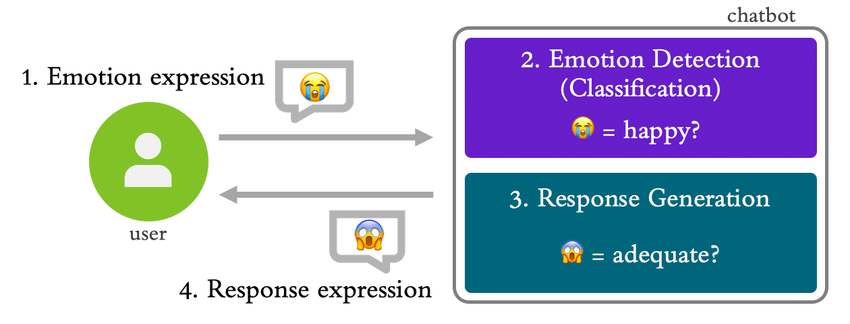 chatbot
1. Emotion expression
2. Emotion Detection
(Classification)
😭 = happy?
user
3. Response Generation
😱 = adequate?
4. Response expression